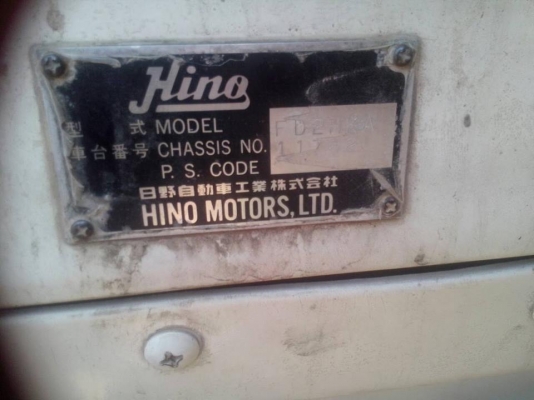 Hino
型 式 MODEL
車台番号 CHASSIS NO.
P. S. CODE
日野自動車工業株式会社
HINO MOTORS, LTD.